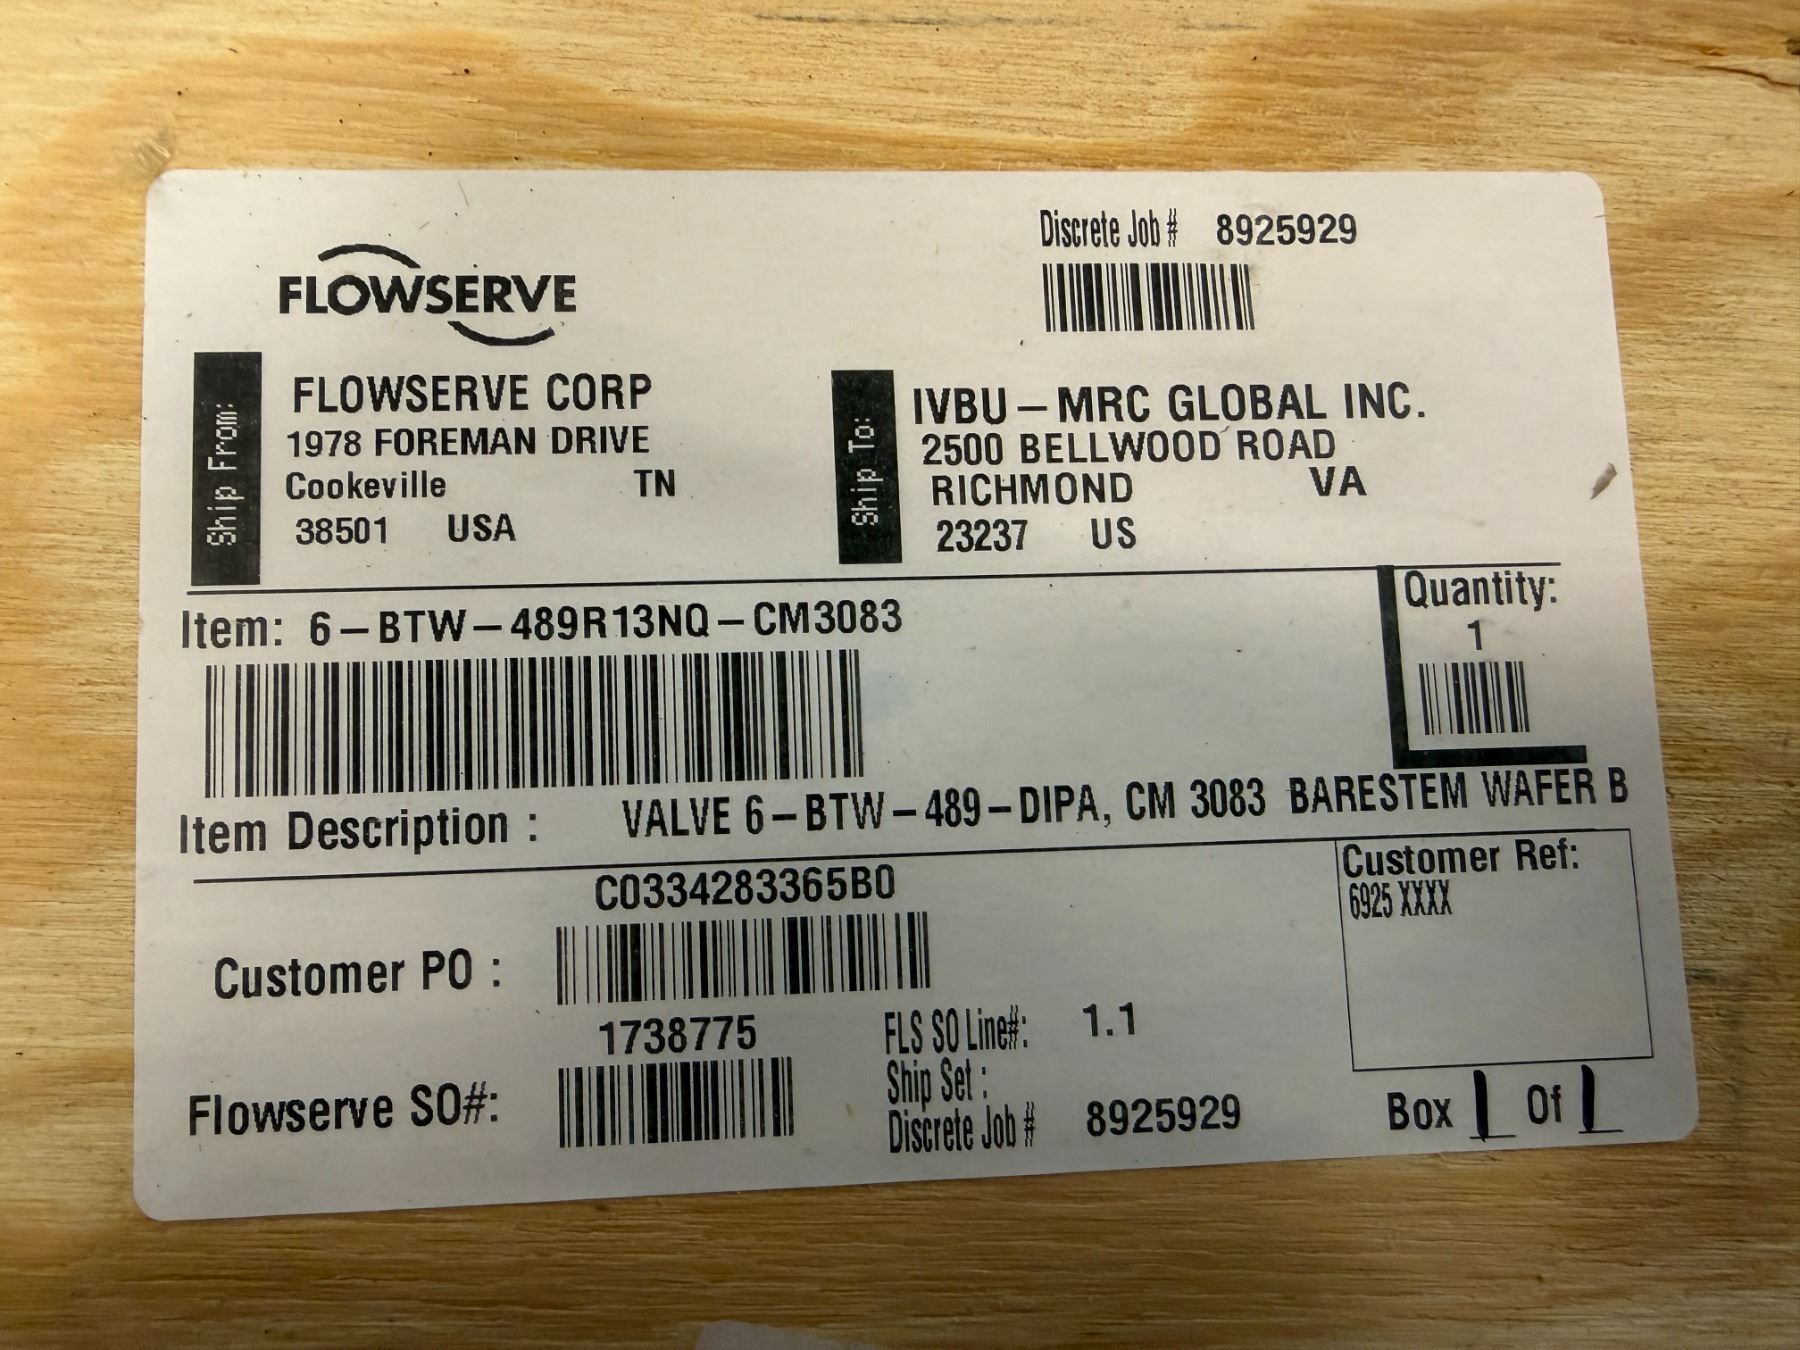 Discrete Job # 8925929
FLOWSERVE
Ship From:
FLOWSERVE CORP
1978 FOREMAN DRIVE
Cookeville TN
38501 USA
Ship To:
IVBU-MRC GLOBAL INC.
2500 BELLWOOD ROAD
RICHMOND VA
23237 US
Item: 6-BTW-489R13NQ-CM3083
Quantity:
1
Item Description : VALVE 6-BTW-489-DIPA, CM 3083 BARESTEM WAFER B
C0334283365B0
Customer PO :
Customer Ref:
6925 XXXX
1738775
Flowserve SO#:
FLS SO Line#: 1.1
Ship Set :
Discrete Job # 8925929
Box 1 Of 1